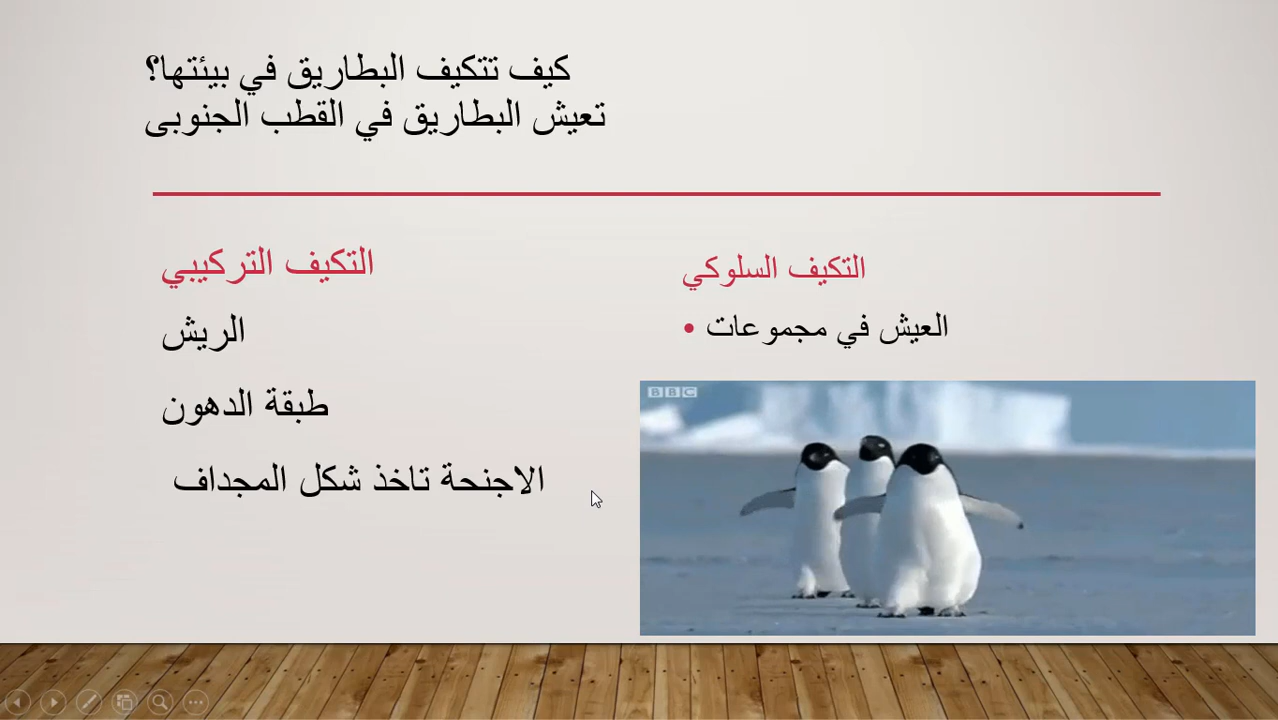 كيف تتكيف البطاريق في بيئتها؟
تعيش البطاريق في القطب الجنوبى
التكيف السلوكي
• العيش في مجموعات
التكيف التركيبي
الريش
طبقة الدهون
الاجنحة تاخذ شكل المجداف
BBC